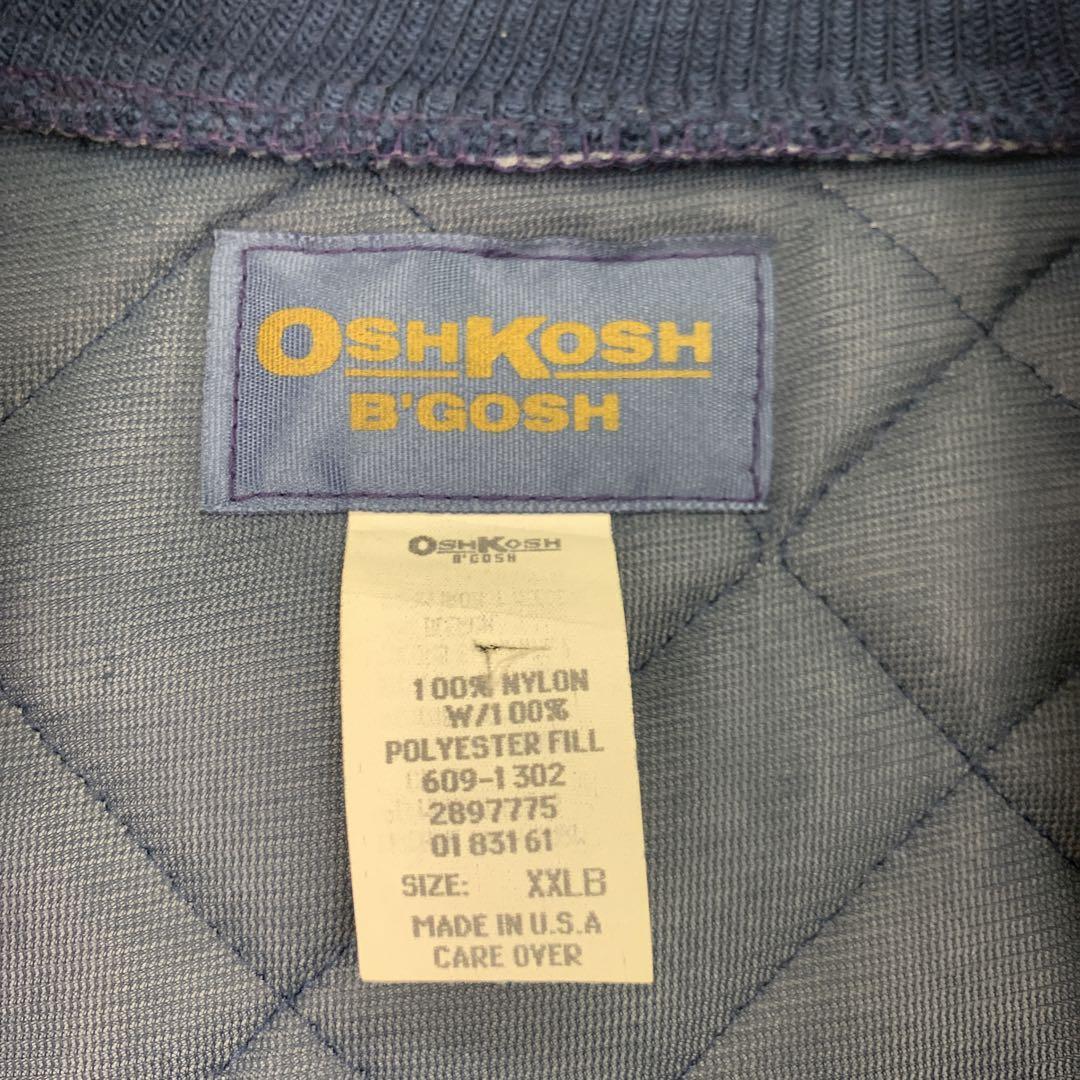 OSHKOSH
B'GOSH
OSHKOSH
B'GOSH
100% NYLON
W/100%
POLYESTER FILL
609-1302
2897775
0183161
SIZE: XXLB
MADE IN U.S.A
CARE OVER